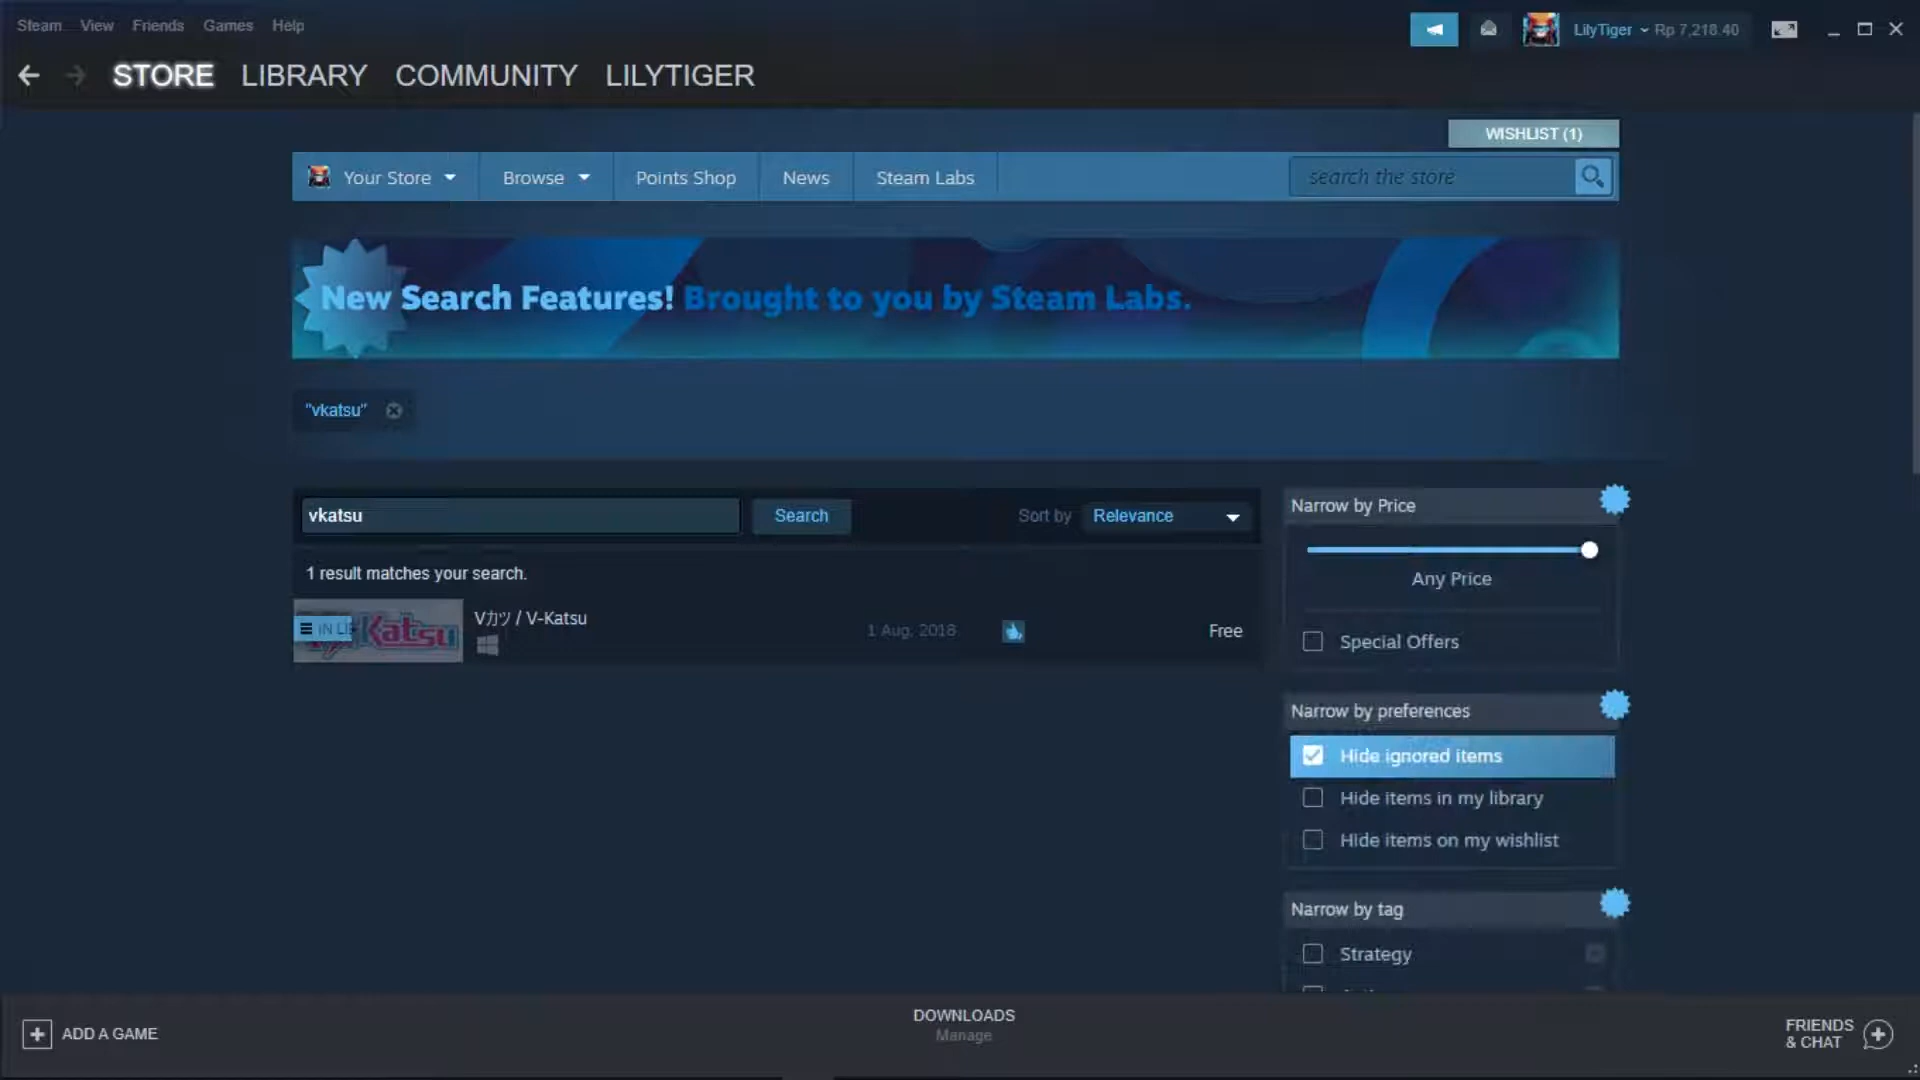 Steam View Friends Games Help
LilyTiger Rp 7,218.40
STORE LIBRARY COMMUNITY LILYTIGER
WISHLIST (1)
Your Store Browse Points Shop News Steam Labs search the store
New Search Features! Brought to you by Steam Labs.
"vkatsu"
vkatsu Search Sort by Relevance
1 result matches your search.
IN LI Katsu
Vカツ / V-Katsu 1 Aug, 2018 Free
Narrow by Price
Any Price
Special Offers
Narrow by preferences
Hide ignored items
Hide items in my library
Hide items on my wishlist
Narrow by tag
Strategy
ADD A GAME
DOWNLOADS
Manage
FRIENDS
& CHAT